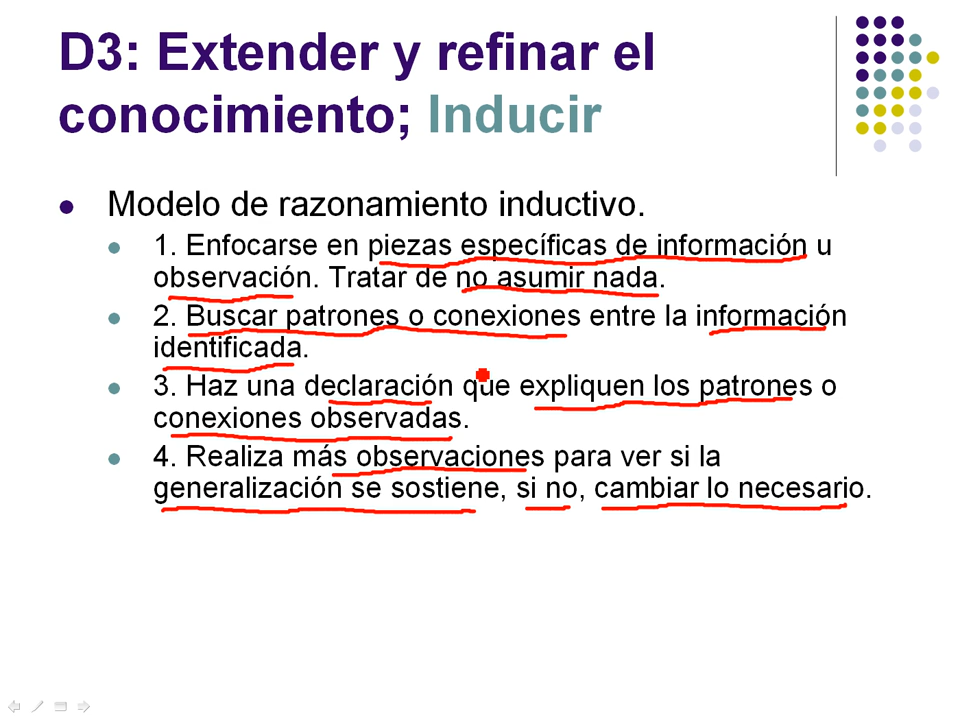 D3: Extender y refinar el
conocimiento; Inducir
Modelo de razonamiento inductivo.
1. Enfocarse en piezas específicas de información u
observación. Tratar de no asumir nada.
2. Buscar patrones o conexiones entre la información
identificada.
3. Haz una declaración que expliquen los patrones o
conexiones observadas.
4. Realiza más observaciones para ver si la
generalización se sostiene, si no, cambiar lo necesario.